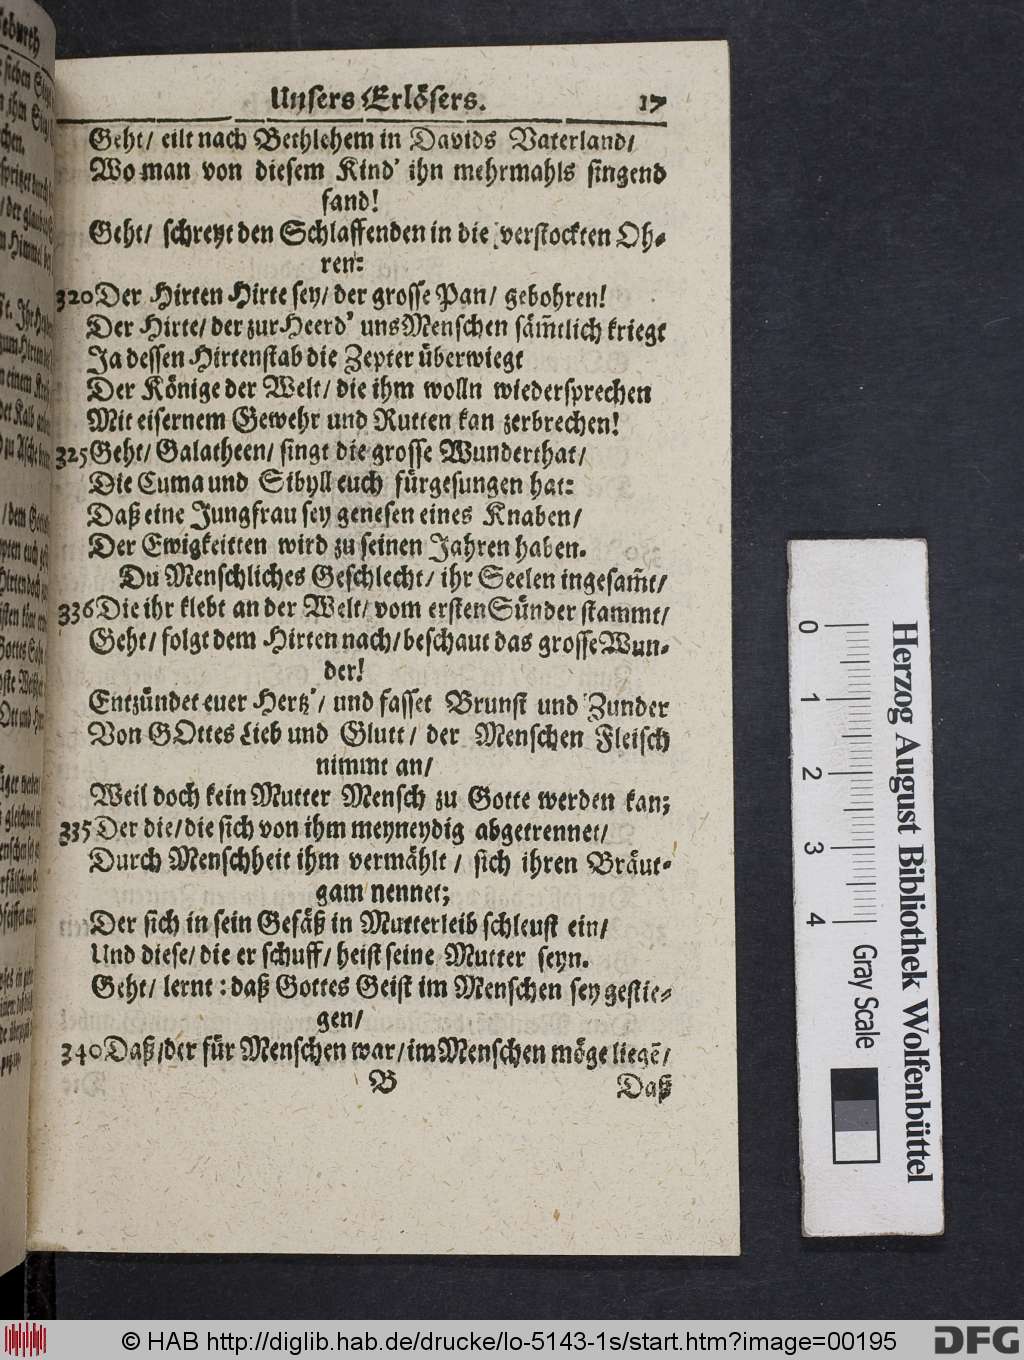 Unsers Erlösers. 17
Geht/ eilt nach Bethlehem in Davids Vaterland/
Wo man von diesem Kind' ihn mehrmahls singend
fand!
Geht/ schreyt den Schlaffenden in die verstockten Oh-
ren:
320 Der Hirten Hirte sey/ der grosse Pan/ gebohren!
Der Hirte/ der zur Heerd' uns Menschen säm̃tlich kriegt
Ja dessen Hirtenstab die Zepter überwiegt
Der Könige der Welt/ die ihm wolln wiedersprechen
Mit eisernem Gewehr und Rutten kan zerbrechen!
325 Geht/ Galatheen/ singt die grosse Wunderthat/
Die Cuma und Sibyll euch fürgesungen hat:
Daß eine Jungfrau sey genesen eines Knaben/
Der Ewigkeitten wird zu seinen Jahren haben.
Du Menschliches Geschlecht/ ihr Seelen ingesam̃t/
336 Die ihr klebt an der Welt/ vom ersten Sünder stammt/
Geht/ folgt dem Hirten nach/ beschaut das grosse Wun-
der!
Entzündet euer Hertz'/ und fasset Brunst und Zunder
Von GOttes Lieb und Glutt/ der Menschen Fleisch
nimmt an/
Weil doch kein Mutter Mensch zu Gotte werden kan;
335 Der die/ die sich von ihm meyneydig abgetrennet/
Durch Menschheit ihm vermählt/ sich ihren Bräut-
gam nennet;
Der sich in sein Gefäß in Mutterleib schleust ein/
Und diese/ die er schuff/ heist seine Mutter seyn.
Geht/ lernt: daß Gottes Geist im Menschen sey gestie-
gen/
340 Daß/ der für Menschen war/ im Menschen möge liegẽ/
B Daß
0 1 2 3 4
Gray Scale
Herzog August Bibliothek Wolfenbüttel
© HAB http://diglib.hab.de/drucke/lo-5143-1s/start.htm?image=00195
DFG